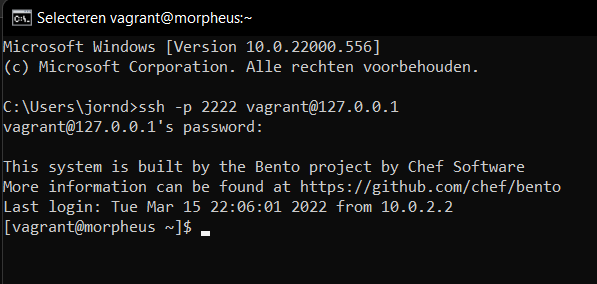 Selecteren vagrant@morpheus:~
Microsoft Windows [Version 10.0.22000.556]
(c) Microsoft Corporation. Alle rechten voorbehouden.
C:\Users\jornd>ssh -p 2222 vagrant@127.0.0.1
vagrant@127.0.0.1's password:
This system is built by the Bento project by Chef Software
More information can be found at https://github.com/chef/bento
Last login: Tue Mar 15 22:06:01 2022 from 10.0.2.2
[vagrant@morpheus ~]$